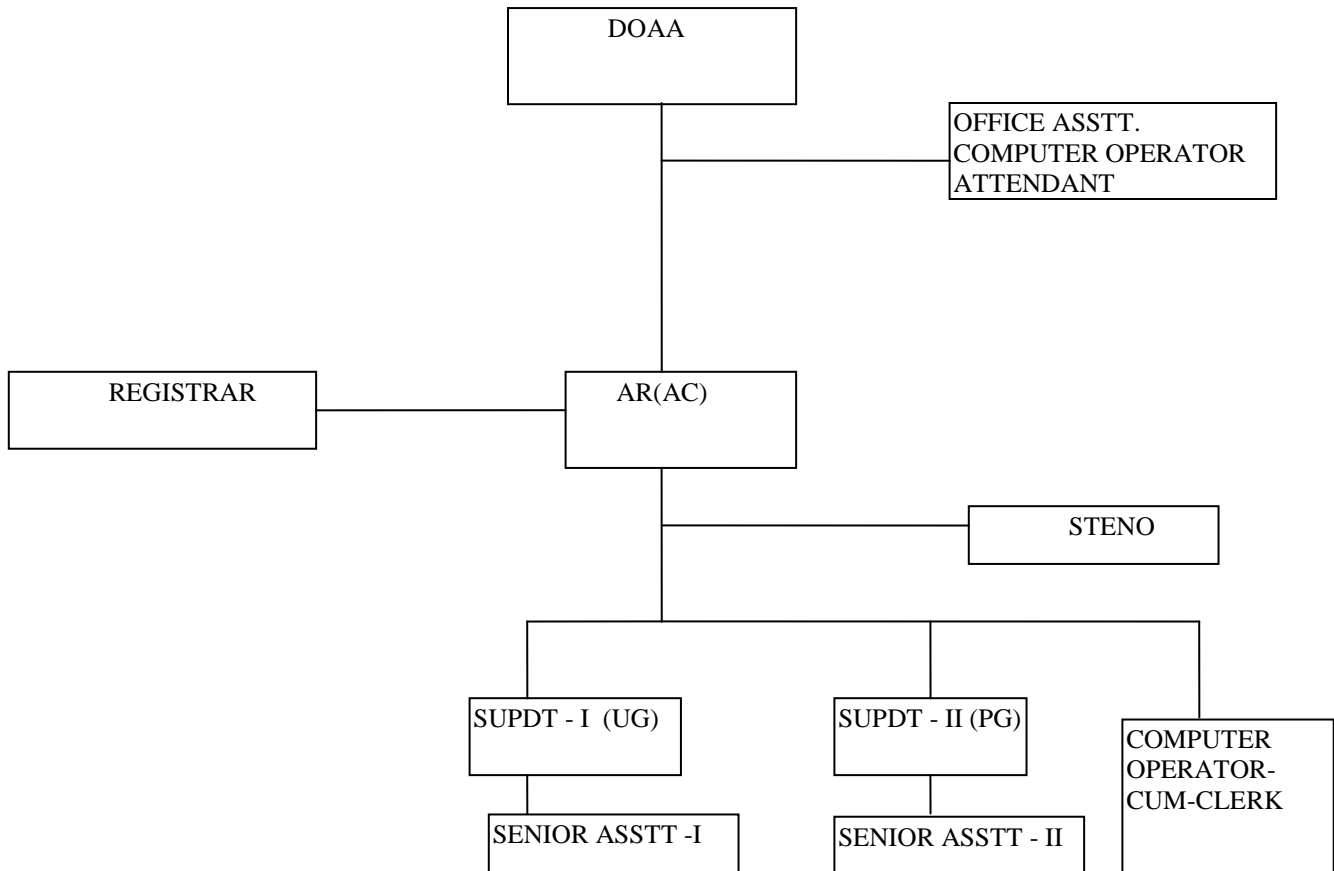 DOAA
OFFICE ASSTT.
COMPUTER OPERATOR
ATTENDANT
REGISTRAR
AR(AC)
STENO
SUPDT - I (UG)
SUPDT - II (PG)
COMPUTER
OPERATOR-
CUM-CLERK
SENIOR ASSTT -I
SENIOR ASSTT - II